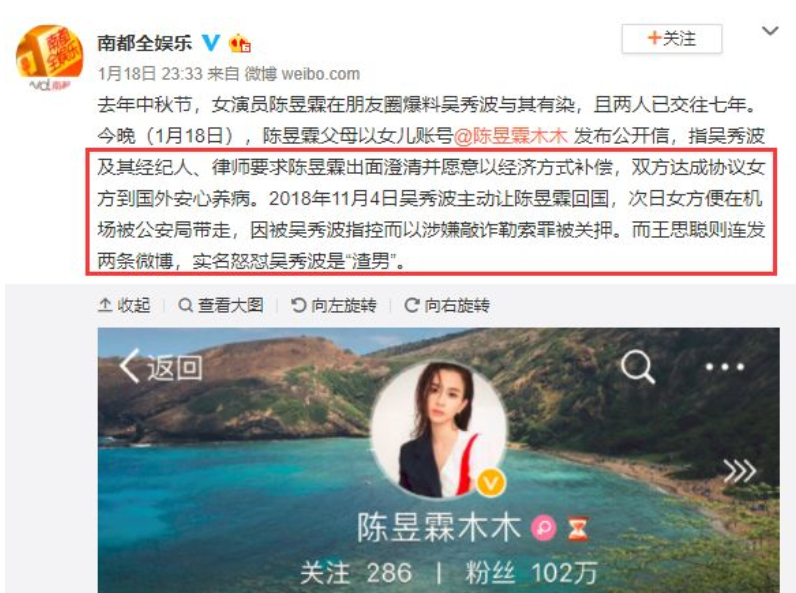 南都全娱乐
南都全娱乐
1月18日 23:33 来自 微博 weibo.com
+关注
去年中秋节，女演员陈昱霖在朋友圈爆料吴秀波与其有染，且两人已交往七年。
今晚（1月18日），陈昱霖父母以女儿账号@陈昱霖木木 发布公开信，指吴秀波
及其经纪人、律师要求陈昱霖出面澄清并愿意以经济方式补偿，双方达成协议女
方到国外安心养病。2018年11月4日吴秀波主动让陈昱霖回国，次日女方便在机
场被公安局带走，因被吴秀波指控而以涉嫌敲诈勒索罪被关押。而王思聪则连发
两条微博，实名怒怼吴秀波是“渣男”。
收起 查看大图 向左旋转 向右旋转
返回
陈昱霖木木
关注 286 | 粉丝 102万